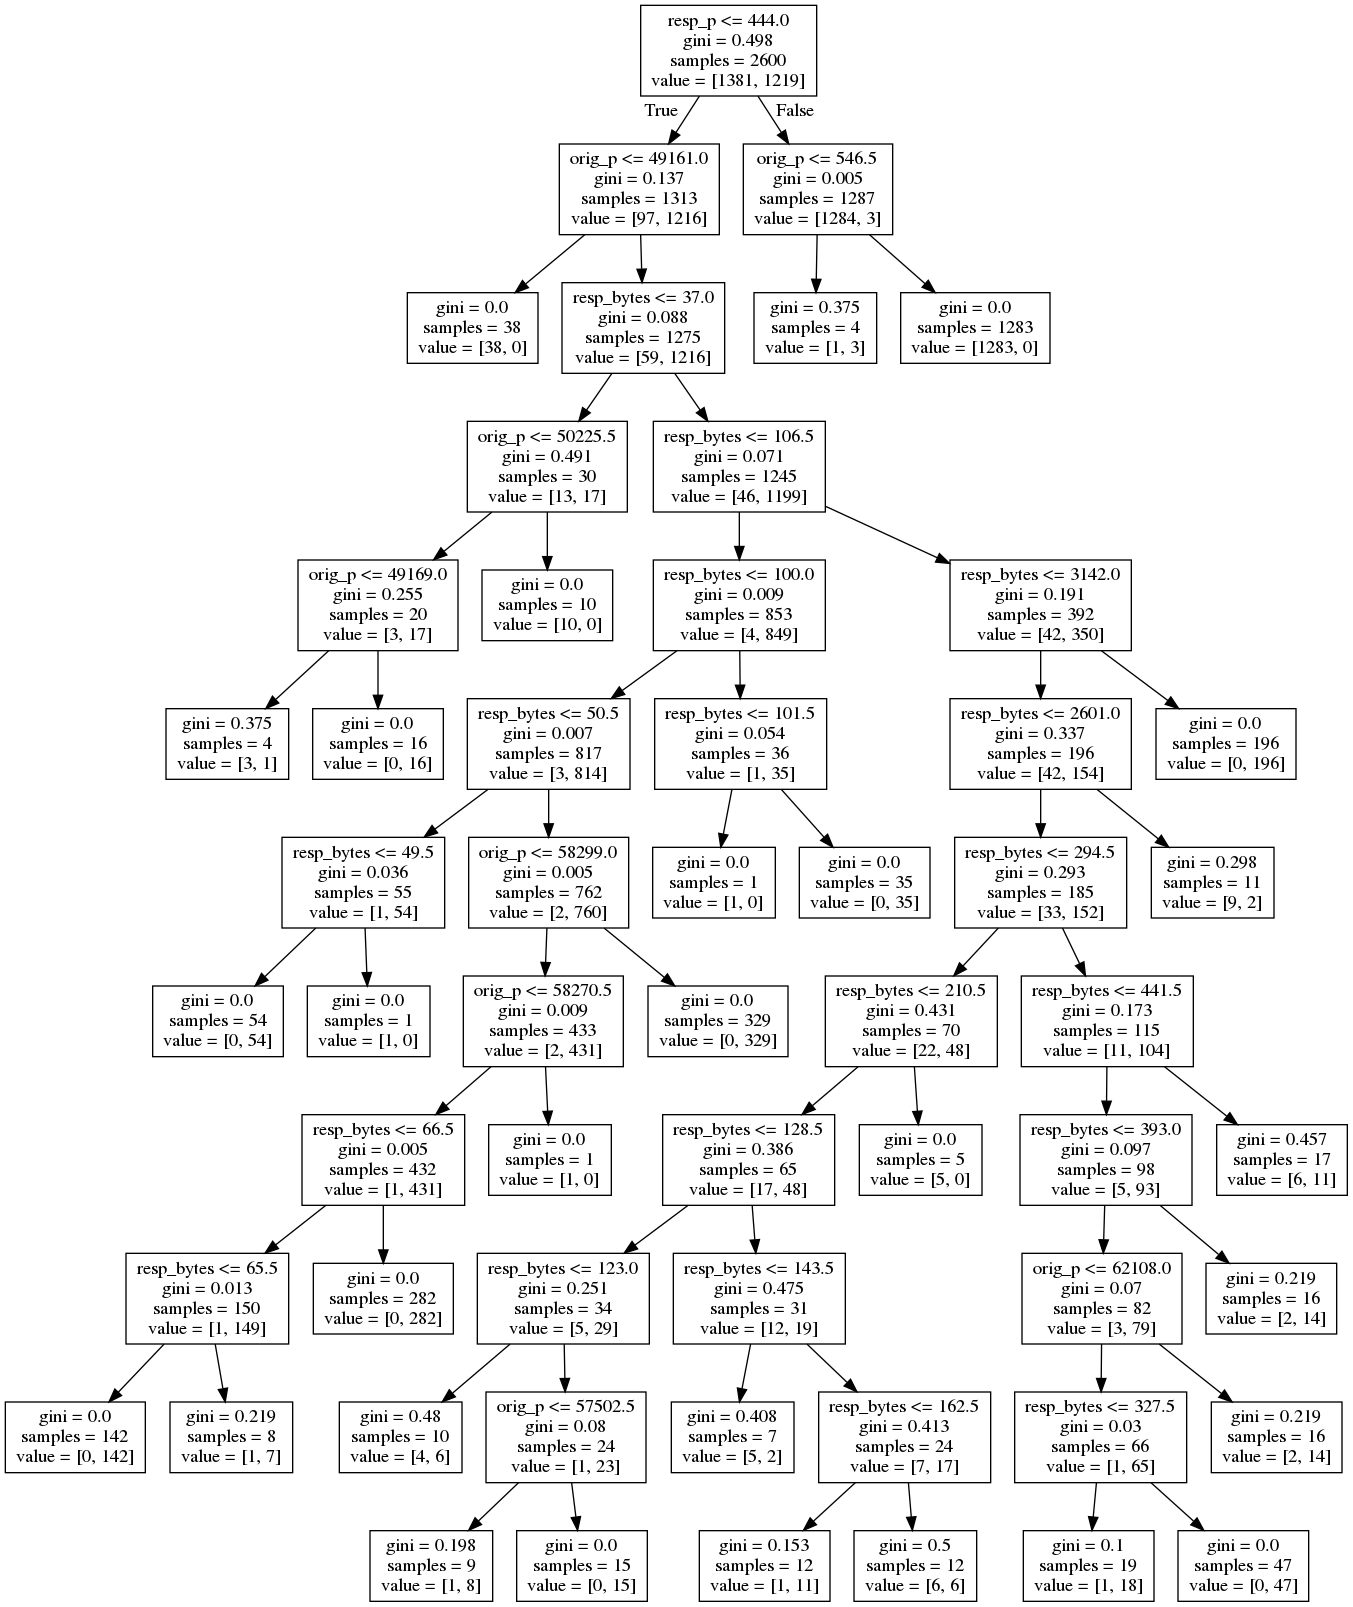 resp_p <= 444.0
gini = 0.498
samples = 2600
value = [1381, 1219]
True
False
orig_p <= 49161.0
gini = 0.137
samples = 1313
value = [97, 1216]
orig_p <= 546.5
gini = 0.005
samples = 1287
value = [1284, 3]
gini = 0.0
samples = 38
value = [38, 0]
resp_bytes <= 37.0
gini = 0.088
samples = 1275
value = [59, 1216]
gini = 0.375
samples = 4
value = [1, 3]
gini = 0.0
samples = 1283
value = [1283, 0]
orig_p <= 50225.5
gini = 0.491
samples = 30
value = [13, 17]
resp_bytes <= 106.5
gini = 0.071
samples = 1245
value = [46, 1199]
orig_p <= 49169.0
gini = 0.255
samples = 20
value = [3, 17]
gini = 0.0
samples = 10
value = [10, 0]
resp_bytes <= 100.0
gini = 0.009
samples = 853
value = [4, 849]
resp_bytes <= 3142.0
gini = 0.191
samples = 392
value = [42, 350]
gini = 0.375
samples = 4
value = [3, 1]
gini = 0.0
samples = 16
value = [0, 16]
resp_bytes <= 50.5
gini = 0.007
samples = 817
value = [3, 814]
resp_bytes <= 101.5
gini = 0.054
samples = 36
value = [1, 35]
resp_bytes <= 2601.0
gini = 0.337
samples = 196
value = [42, 154]
gini = 0.0
samples = 196
value = [0, 196]
resp_bytes <= 49.5
gini = 0.036
samples = 55
value = [1, 54]
orig_p <= 58299.0
gini = 0.005
samples = 762
value = [2, 760]
gini = 0.0
samples = 1
value = [1, 0]
gini = 0.0
samples = 35
value = [0, 35]
resp_bytes <= 294.5
gini = 0.293
samples = 185
value = [33, 152]
gini = 0.298
samples = 11
value = [9, 2]
gini = 0.0
samples = 54
value = [0, 54]
gini = 0.0
samples = 1
value = [1, 0]
orig_p <= 58270.5
gini = 0.009
samples = 433
value = [2, 431]
gini = 0.0
samples = 329
value = [0, 329]
resp_bytes <= 210.5
gini = 0.431
samples = 70
value = [22, 48]
resp_bytes <= 441.5
gini = 0.173
samples = 115
value = [11, 104]
resp_bytes <= 66.5
gini = 0.005
samples = 432
value = [1, 431]
gini = 0.0
samples = 1
value = [1, 0]
resp_bytes <= 128.5
gini = 0.386
samples = 65
value = [17, 48]
gini = 0.0
samples = 5
value = [5, 0]
resp_bytes <= 393.0
gini = 0.097
samples = 98
value = [5, 93]
gini = 0.457
samples = 17
value = [6, 11]
resp_bytes <= 65.5
gini = 0.013
samples = 150
value = [1, 149]
gini = 0.0
samples = 282
value = [0, 282]
resp_bytes <= 123.0
gini = 0.251
samples = 34
value = [5, 29]
resp_bytes <= 143.5
gini = 0.475
samples = 31
value = [12, 19]
orig_p <= 62108.0
gini = 0.07
samples = 82
value = [3, 79]
gini = 0.219
samples = 16
value = [2, 14]
gini = 0.0
samples = 142
value = [0, 142]
gini = 0.219
samples = 8
value = [1, 7]
gini = 0.48
samples = 10
value = [4, 6]
orig_p <= 57502.5
gini = 0.08
samples = 24
value = [1, 23]
gini = 0.408
samples = 7
value = [5, 2]
resp_bytes <= 162.5
gini = 0.413
samples = 24
value = [7, 17]
resp_bytes <= 327.5
gini = 0.03
samples = 66
value = [1, 65]
gini = 0.219
samples = 16
value = [2, 14]
gini = 0.198
samples = 9
value = [1, 8]
gini = 0.0
samples = 15
value = [0, 15]
gini = 0.153
samples = 12
value = [1, 11]
gini = 0.5
samples = 12
value = [6, 6]
gini = 0.1
samples = 19
value = [1, 18]
gini = 0.0
samples = 47
value = [0, 47]